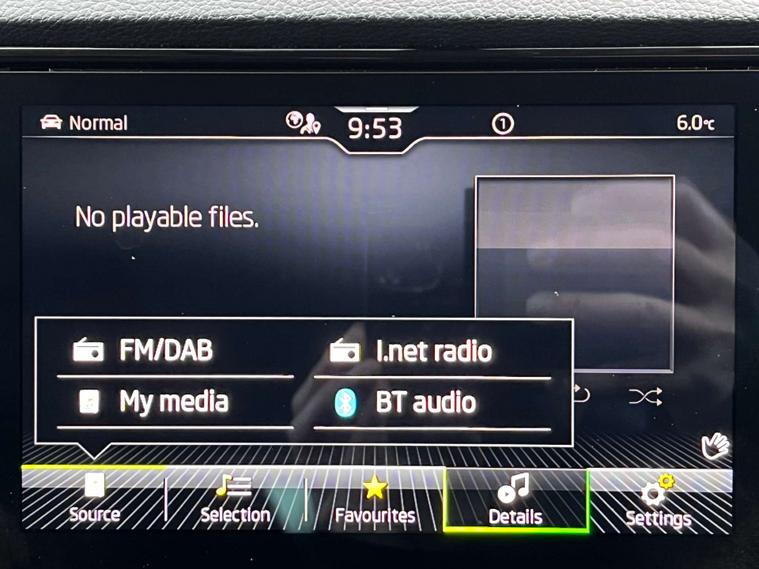 Normal
9:53
1
6.0°C
No playable files.
FM/DAB
I.net radio
My media
BT audio
Source
Selection
Favourites
Details
Settings